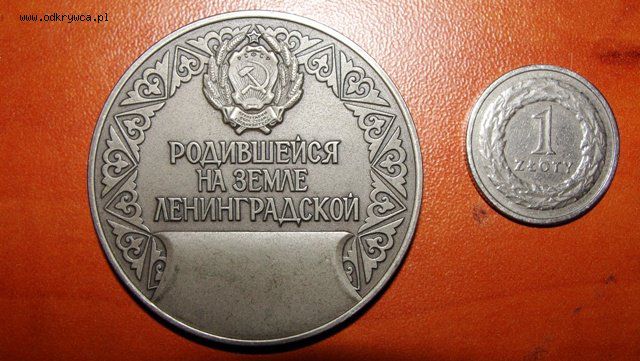 www.odkrywca.pl
РОДИВШЕЙСЯ
НА ЗЕМЛЕ
ЛЕНИНГРАДСКОЙ
1
ZŁOTY